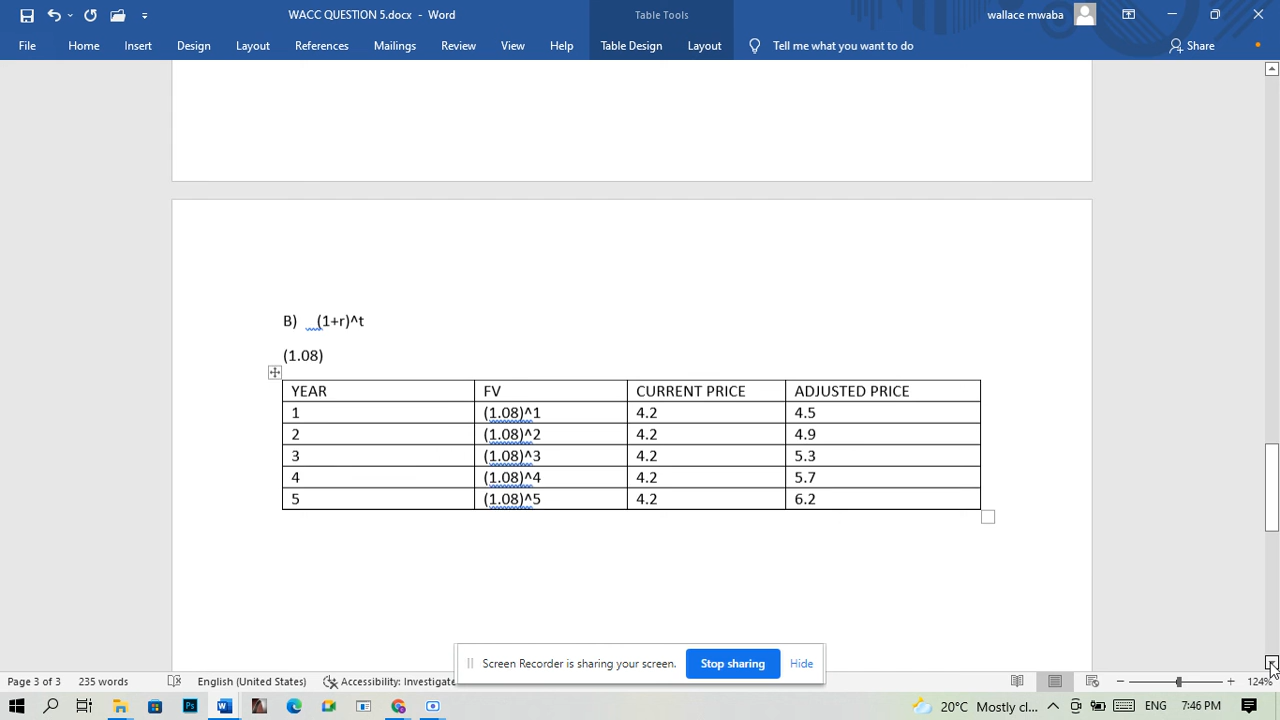 WACC QUESTION 5.docx - Word
Table Tools
wallace mwaba
File Home Insert Design Layout References Mailings Review View Help Table Design Layout Tell me what you want to do Share
B) (1+r)^t
(1.08)
YEAR FV CURRENT PRICE ADJUSTED PRICE
1 (1.08)^1 4.2 4.5
2 (1.08)^2 4.2 4.9
3 (1.08)^3 4.2 5.3
4 (1.08)^4 4.2 5.7
5 (1.08)^5 4.2 6.2
Screen Recorder is sharing your screen. Stop sharing Hide
Page 3 of 3 235 words English (United States) Accessibility: Investigate 124%
20°C Mostly cl... ENG 7:46 PM